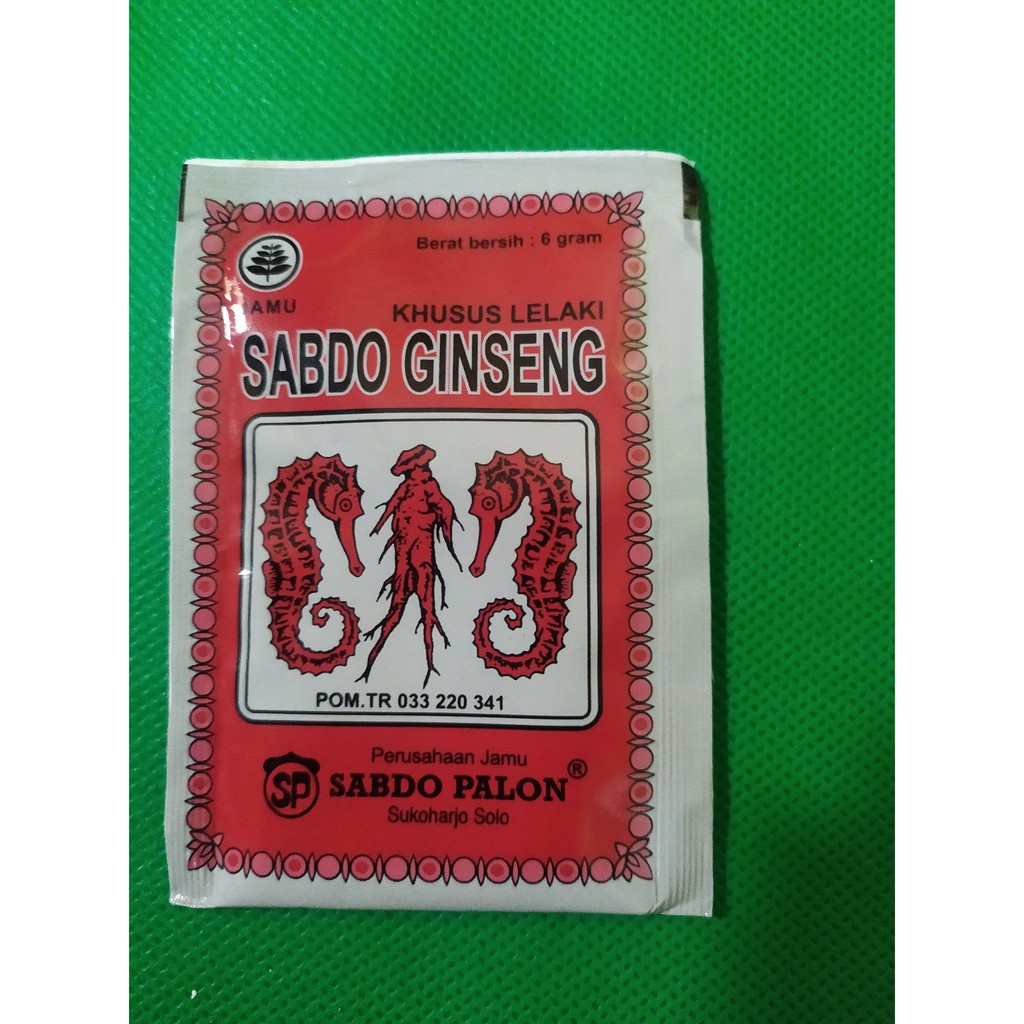 Berat bersih : 6 gram
JAMU
KHUSUS LELAKI
SABDO GINSENG
POM.TR 033 220 341
Perusahaan Jamu
SP SABDO PALON ®
Sukoharjo Solo